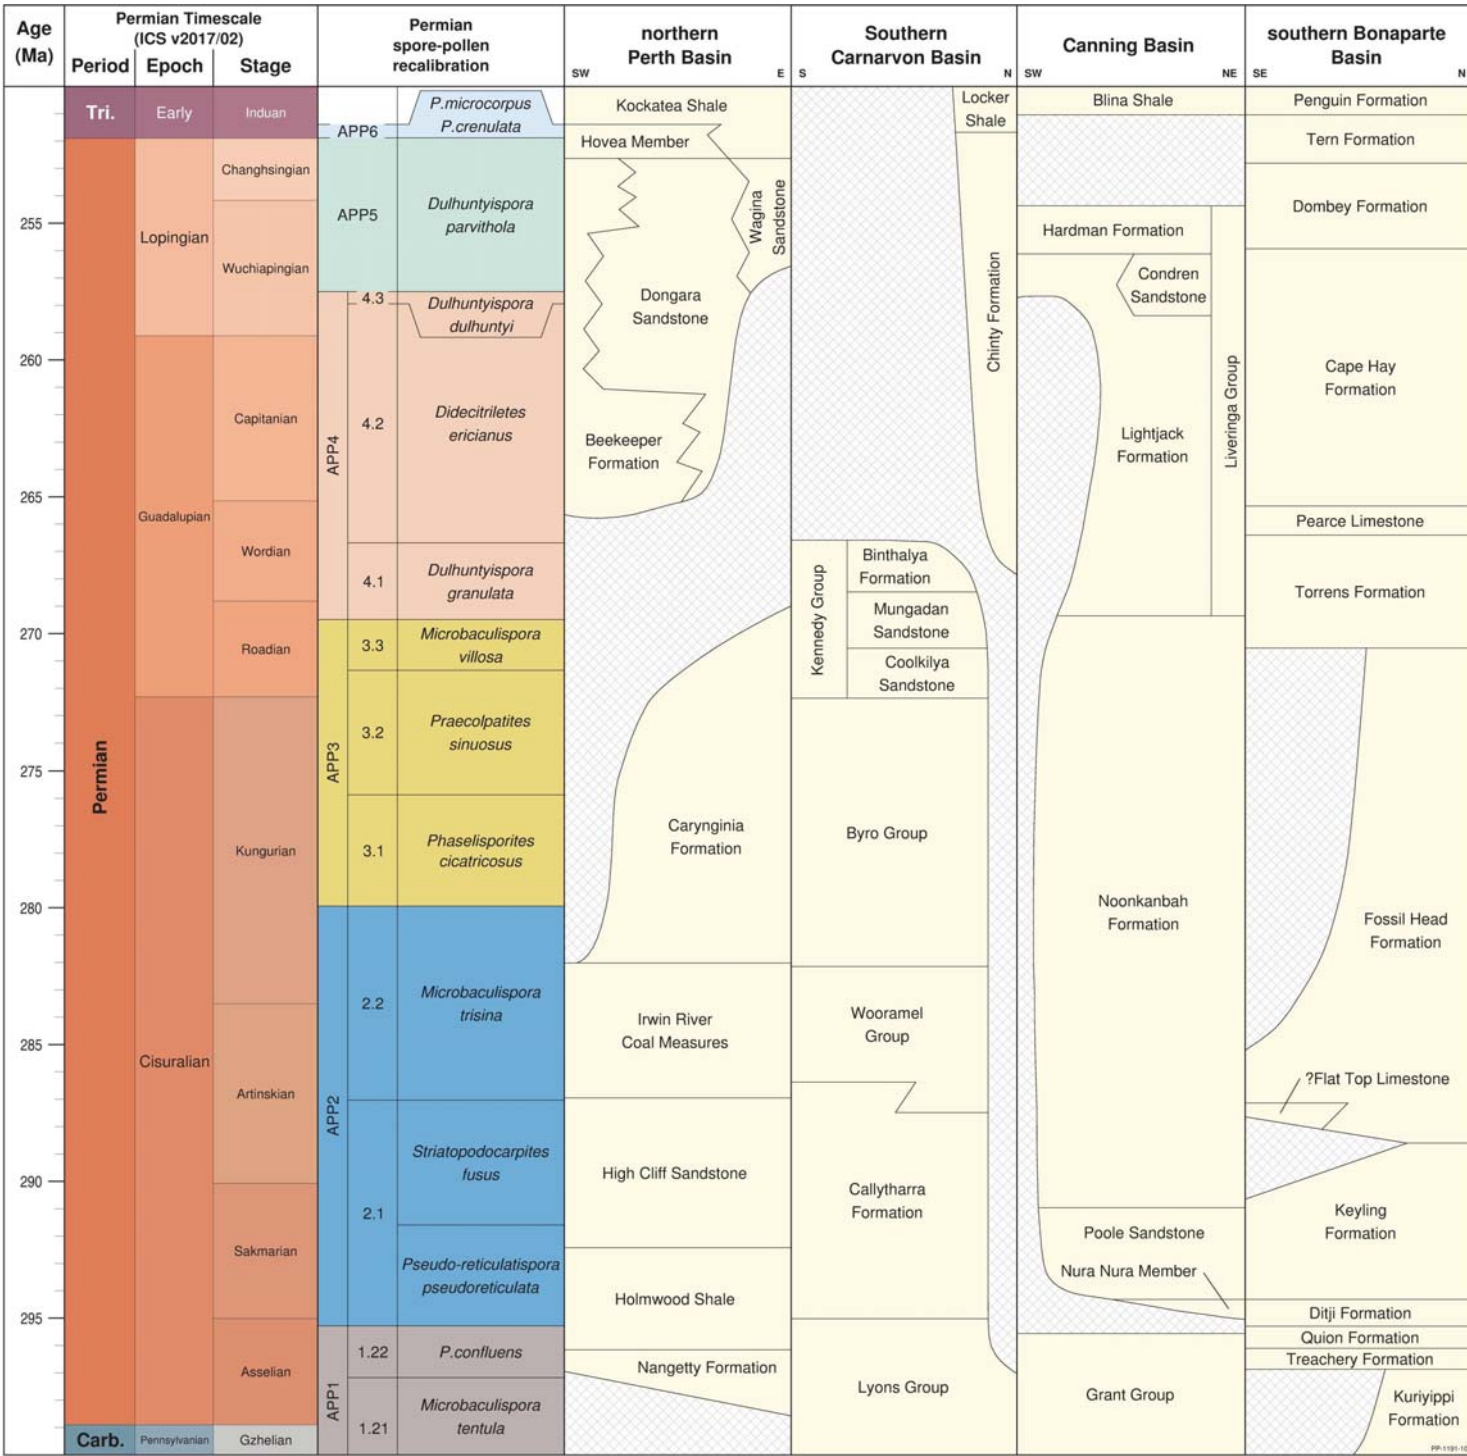 Age
(Ma)
Permian Timescale
(ICS v2017/02)
Period
Epoch
Stage
Permian
spore-pollen
recalibration
northern
Perth Basin
SW
E
Southern
Carnarvon Basin
S
N
Canning Basin
SW
NE
southern Bonaparte
Basin
SE
N
255
260
265
270
275
280
285
290
295
Tri.
Permian
Carb.
Early
Lopingian
Guadalupian
Cisuralian
Pennsylvanian
Induan
Changhsingian
Wuchiapingian
Capitanian
Wordian
Roadian
Kungurian
Artinskian
Sakmarian
Asselian
Gzhelian
APP6
APP5
APP4
4.3
4.2
4.1
APP3
3.3
3.2
3.1
APP2
2.2
2.1
APP1
1.22
1.21
P.microcorpus
P.crenulata
Dulhuntyispora
parvithola
Dulhuntyispora
dulhuntyi
Didecitriletes
ericianus
Dulhuntyispora
granulata
Microbaculispora
villosa
Praecolpatites
sinuosus
Phaselisporites
cicatricosus
Microbaculispora
trisina
Striatopodocarpites
fusus
Pseudo-reticulatispora
pseudoreticulata
P.confluens
Microbaculispora
tentula
Kockatea Shale
Hovea Member
Wagina
Sandstone
Dongara
Sandstone
Beekeeper
Formation
Carynginia
Formation
Irwin River
Coal Measures
High Cliff Sandstone
Holmwood Shale
Nangetty Formation
Locker
Shale
Chinty Formation
Kennedy Group
Binthalya
Formation
Mungadan
Sandstone
Coolkilya
Sandstone
Byro Group
Wooramel
Group
Callytharra
Formation
Lyons Group
Blina Shale
Hardman Formation
Condren
Sandstone
Liveringa Group
Lightjack
Formation
Noonkanbah
Formation
Poole Sandstone
Nura Nura Member
Grant Group
Penguin Formation
Tern Formation
Dombey Formation
Cape Hay
Formation
Pearce Limestone
Torrens Formation
Fossil Head
Formation
?Flat Top Limestone
Keyling
Formation
Ditji Formation
Quion Formation
Treachery Formation
Kuriyippi
Formation